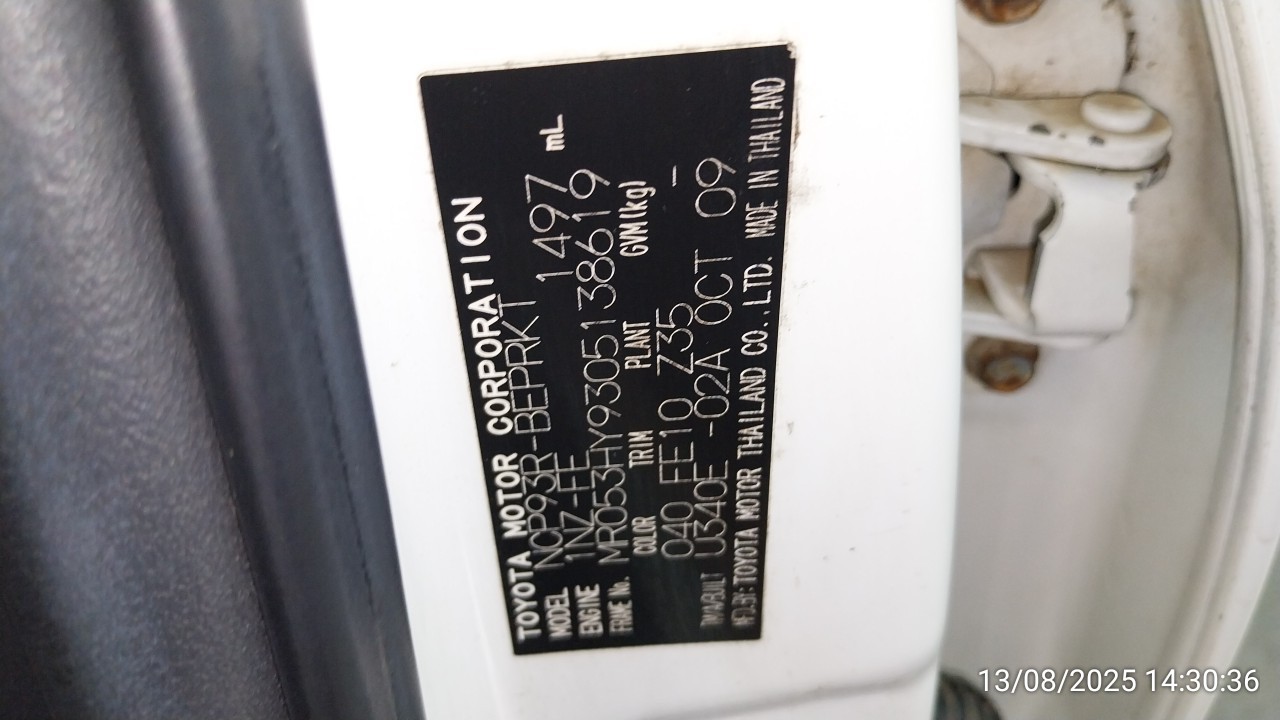 TOYOTA MOTOR CORPORATION
MODEL NCP93R-BEPRKT
ENGINE 1NZ-FE 1497 mL
FRAME No. MR053HY9305138619
COLOR TRIM PLANT GVM(kg)
040 FE10 Z35 -
TM/A/BUILT U340E -02A OCT 09
MFD.BY:TOYOTA MOTOR THAILAND CO.,LTD. MADE IN THAILAND
13/08/2025 14:30:36